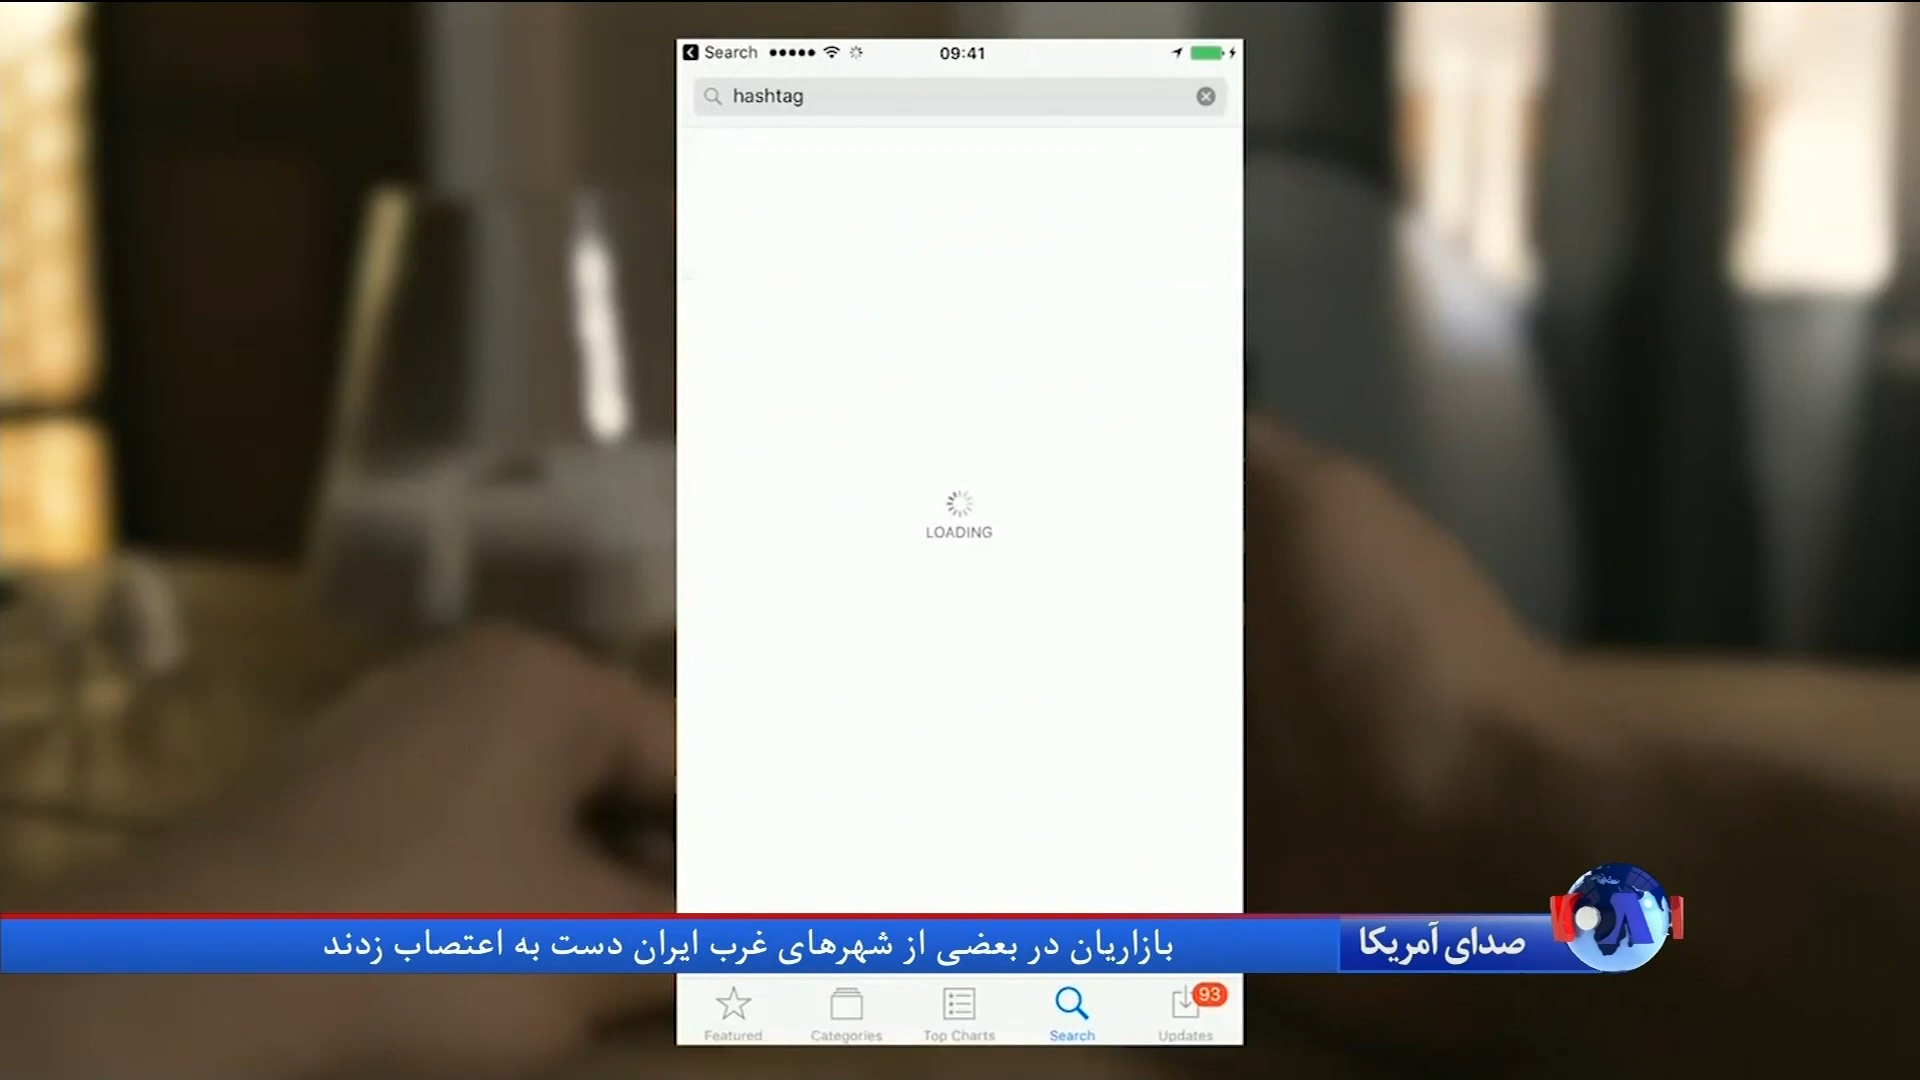 Search
09:41
hashtag
LOADING
بازاریان در بعضی از شهرهای غرب ایران دست به اعتصاب زدند
صدای آمریکا
VOA
Featured
Categories
Top Charts
Search
93
Updates